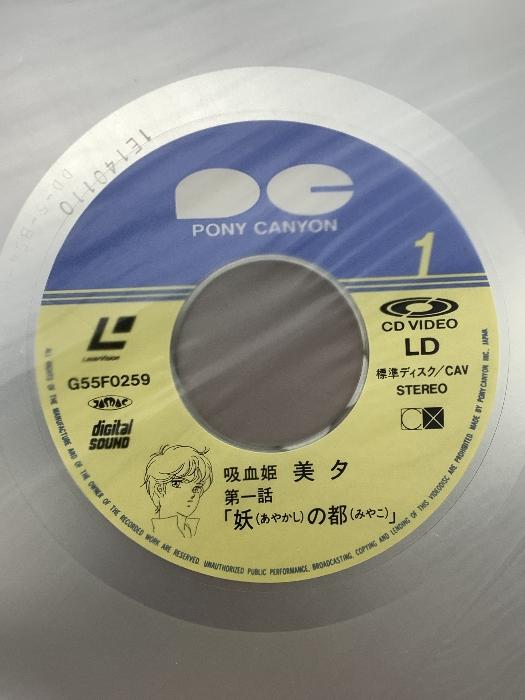 1E140110
PONY CANYON
1
LaserVision
CD VIDEO
LD
G55F0259
標準ディスク/CAV
STEREO
JASRAC
digital
SOUND
吸血姫 美夕
第一話
「妖(あやかし)の都(みやこ)」
ALL RIGHTS OF THE MANUFACTURE AND OF THE OWNER OF THE RECORDED WORK ARE RESERVED. UNAUTHORIZED PUBLIC PERFORMANCE, BROADCASTING, COPYING AND LENDING OF THIS VIDEODISC ARE PROHIBITED. MADE BY PONY CANYON INC. JAPAN.